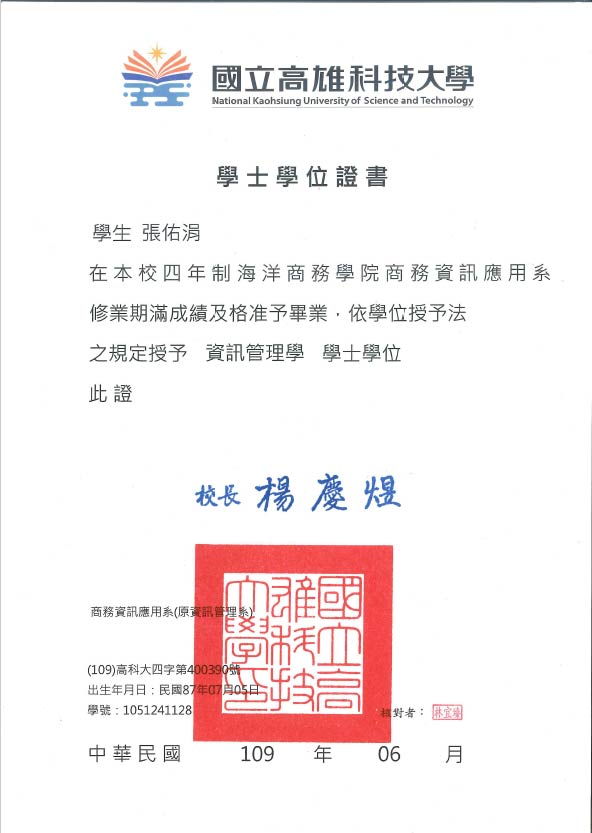 國立高雄科技大學
National Kaohsiung University of Science and Technology
學士學位證書
學生 張佑涓
在本校四年制海洋商務學院商務資訊應用系
修業期滿成績及格准予畢業，依學位授予法
之規定授予 資訊管理學 學士學位
此證
校長 楊慶煜
商務資訊應用系(原資訊管理系)
國立高雄科技大學印
(109)高科大四字第400390號
出生年月日：民國87年07月05日
學號：1051241128
核對者：
中華民國 109 年 06 月